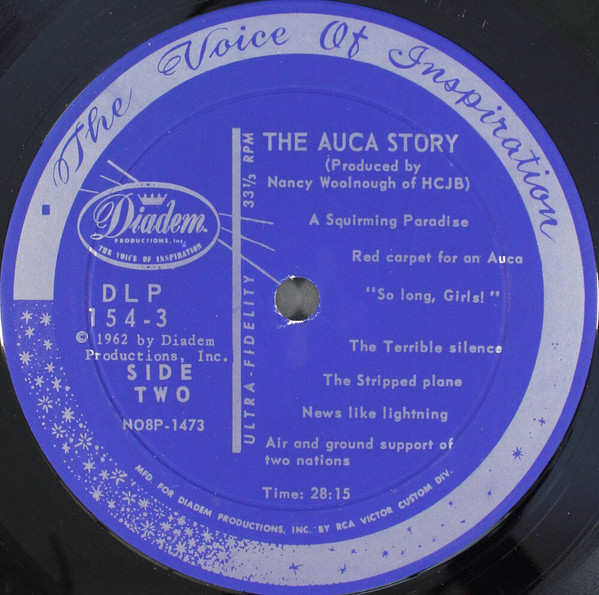 The Voice Of Inspiration
Diadem
PRODUCTIONS, Inc.
THE VOICE OF INSPIRATION
DLP
154-3
© 1962 by Diadem
Productions, Inc.
SIDE
TWO
NO8P-1473
ULTRA-FIDELITY 33 1/3 RPM
THE AUCA STORY
(Produced by
Nancy Woolnough of HCJB)
A Squirming Paradise
Red carpet for an Auca
"So long, Girls!"
The Terrible silence
The Stripped plane
News like lightning
Air and ground support of
two nations
Time: 28:15
MFD. FOR DIADEM PRODUCTIONS, INC. BY RCA VICTOR CUSTOM DIV.